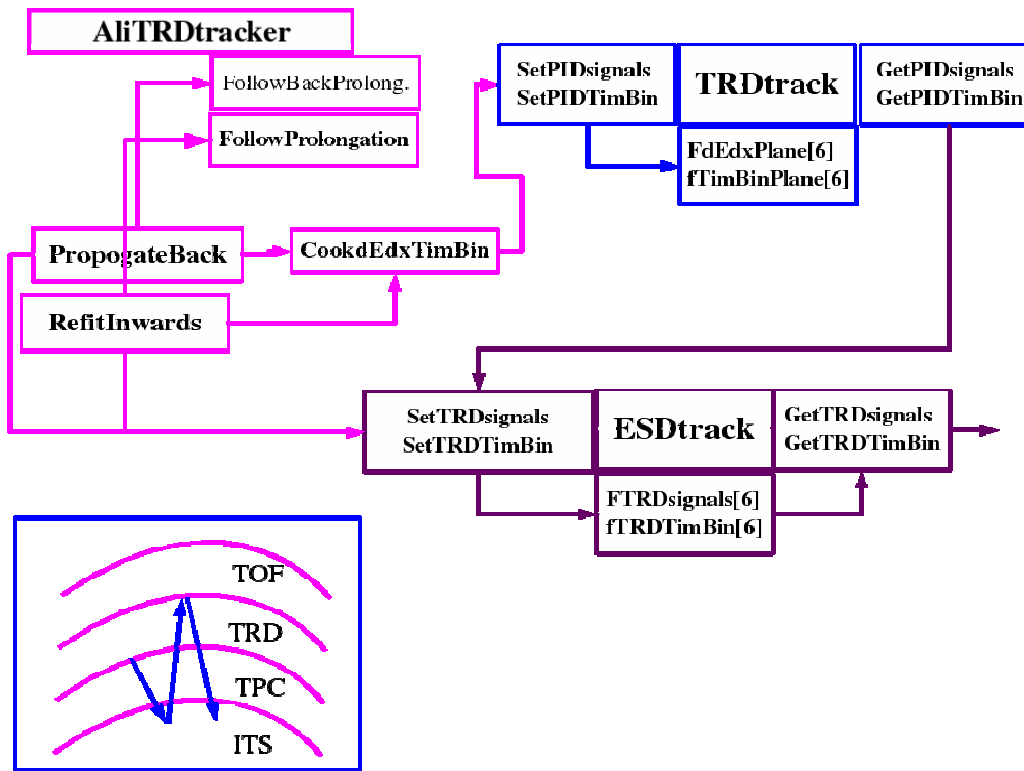 AliTRDtracker
FollowBackProlong.
FollowProlongation
PropogateBack
RefitInwards
CookdEdxTimBin
SetPIDsignals
SetPIDTimBin
TRDtrack
GetPIDsignals
GetPIDTimBin
FdEdxPlane[6]
fTimBinPlane[6]
SetTRDsignals
SetTRDTimBin
ESDtrack
GetTRDsignals
GetTRDTimBin
FTRDsignals[6]
fTRDTimBin[6]
TOF
TRD
TPC
ITS